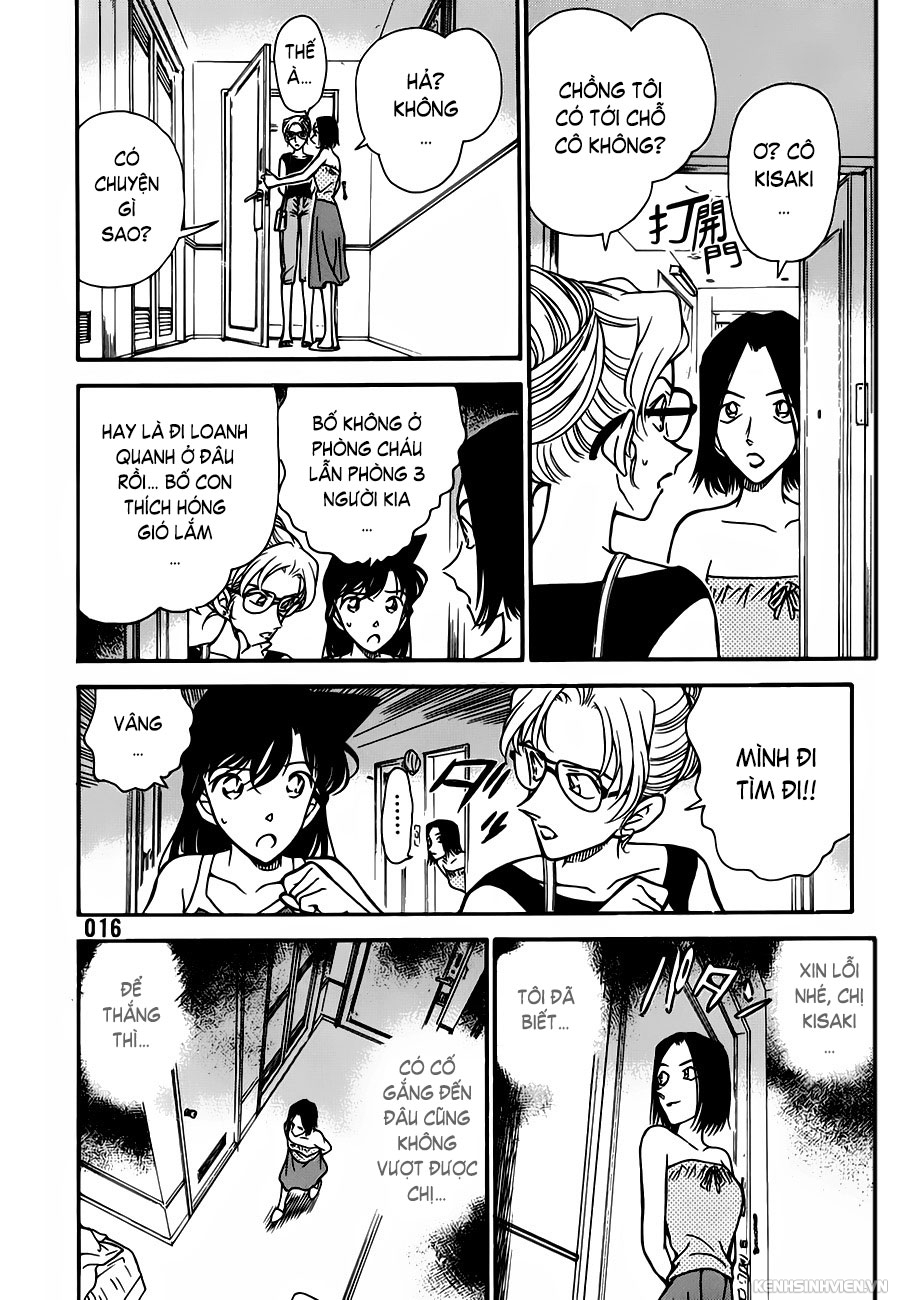 Ơ? CÔ
KISAKI
...
CHỒNG TÔI
CÓ TỚI CHỖ
CÔ KHÔNG?
打開門
HẢ?
KHÔNG
...
THẾ
À...
CÓ
CHUYỆN
GÌ
SAO?
BỐ KHÔNG Ở
PHÒNG CHÁU
LẪN PHÒNG 3
NGƯỜI KIA
...
HAY LÀ ĐI LOANH
QUANH Ở ĐÂU
RỒI... BỐ CON
THÍCH HÓNG
GIÓ LẮM
...
MÌNH ĐI
TÌM ĐI!!
ダッ
......
VÂNG
...
016
XIN LỖI
NHÉ, CHỊ
KISAKI
...
TÔI ĐÃ
BIẾT...
CÓ CỐ
GẮNG ĐẾN
ĐÂU CŨNG
KHÔNG
VƯỢT ĐƯỢC
CHỊ...
ĐỂ
THẮNG
THÌ...
KENHSINHVIEN.VN